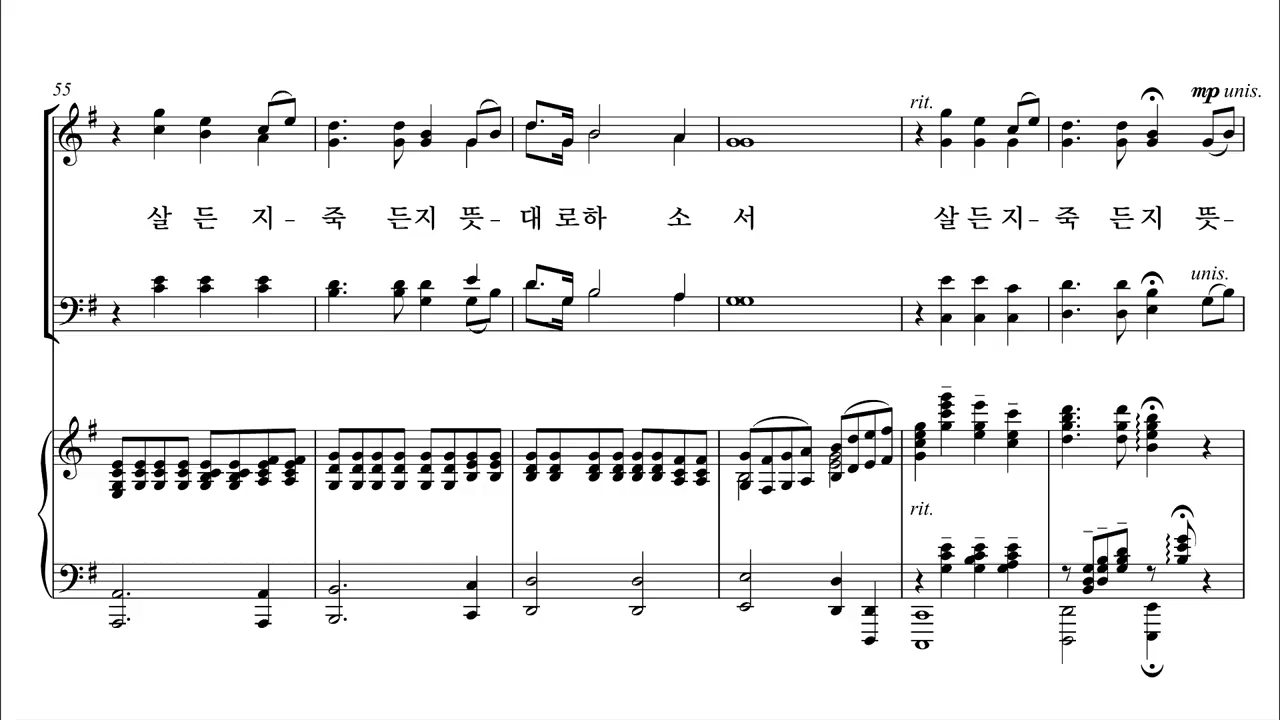 55
rit.
mp unis.
살 든 지 - 죽 든지 뜻 - 대 로하 소 서 살 든 지 - 죽 든 지 뜻 -
unis.
rit.